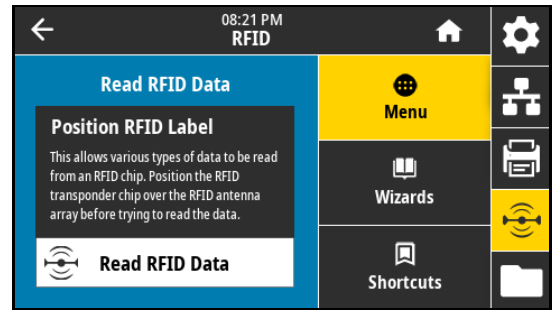 08:21 PM
RFID
Read RFID Data
Position RFID Label
This allows various types of data to be read
from an RFID chip. Position the RFID
transponder chip over the RFID antenna
array before trying to read the data.
Read RFID Data
Menu
Wizards
Shortcuts